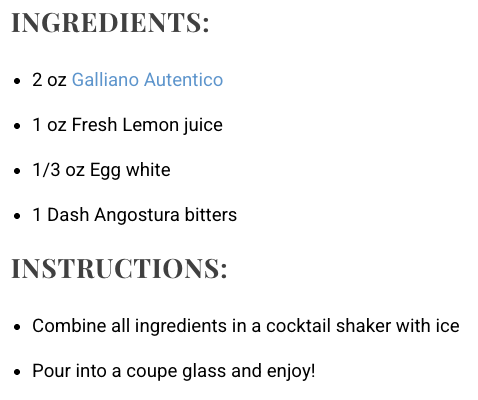 INGREDIENTS:
2 oz Galliano Autentico
1 oz Fresh Lemon juice
1/3 oz Egg white
1 Dash Angostura bitters
INSTRUCTIONS:
Combine all ingredients in a cocktail shaker with ice
Pour into a coupe glass and enjoy!